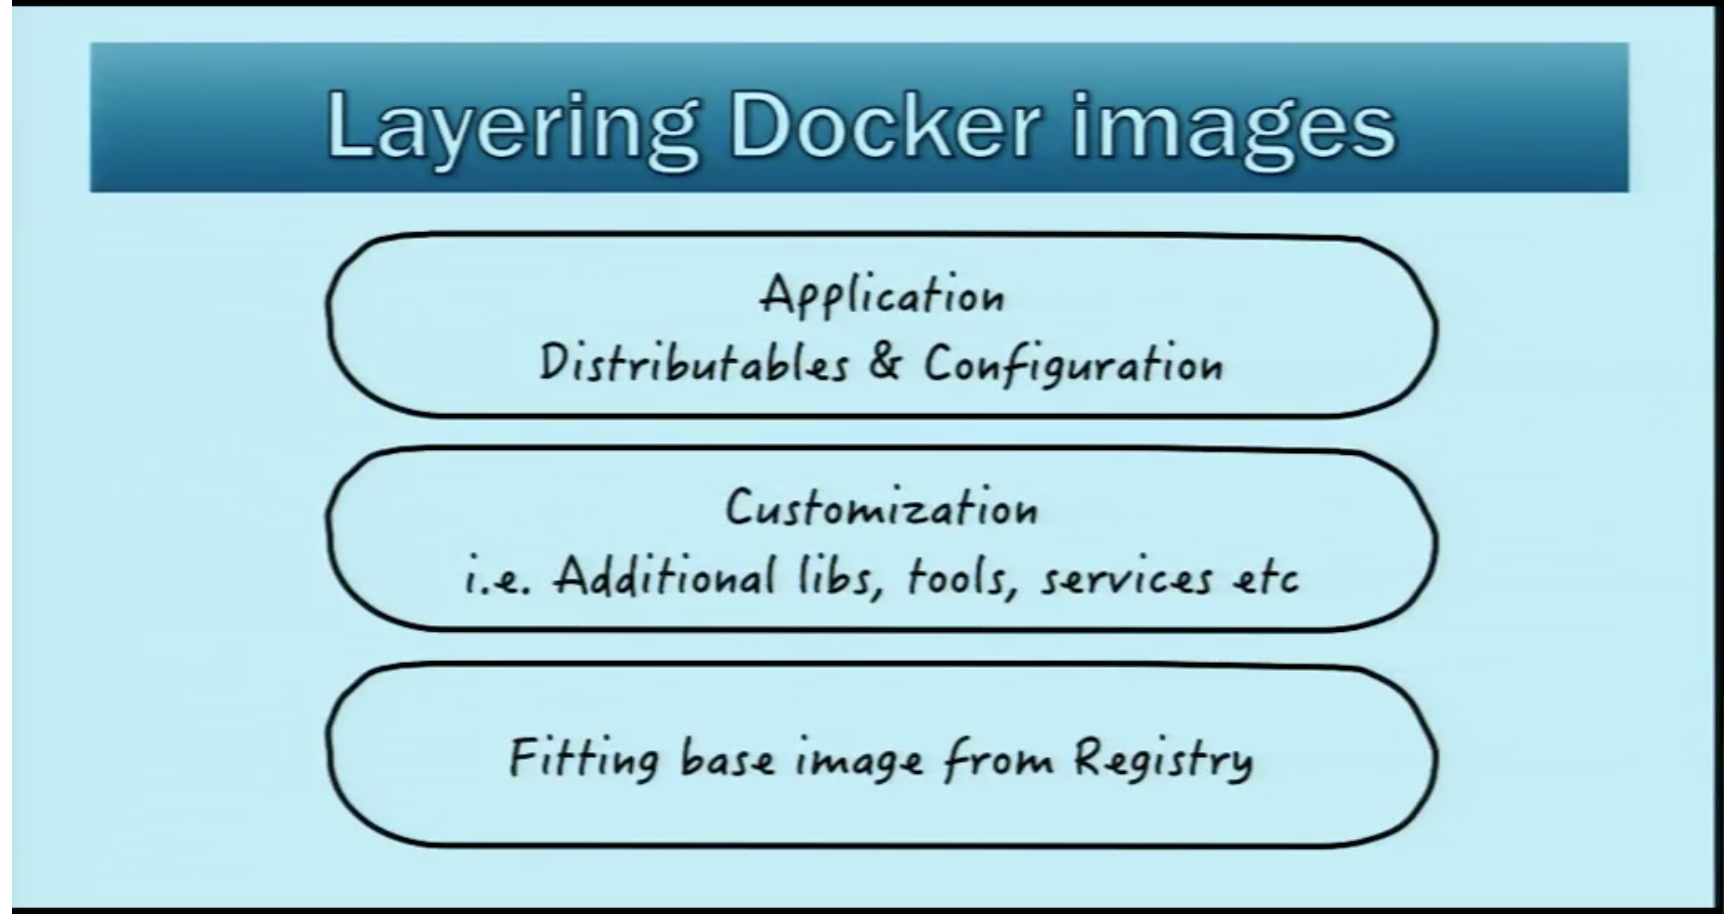 Layering Docker images
Application
Distributables & Configuration
Customization
i.e. Additional libs, tools, services etc
Fitting base image from Registry